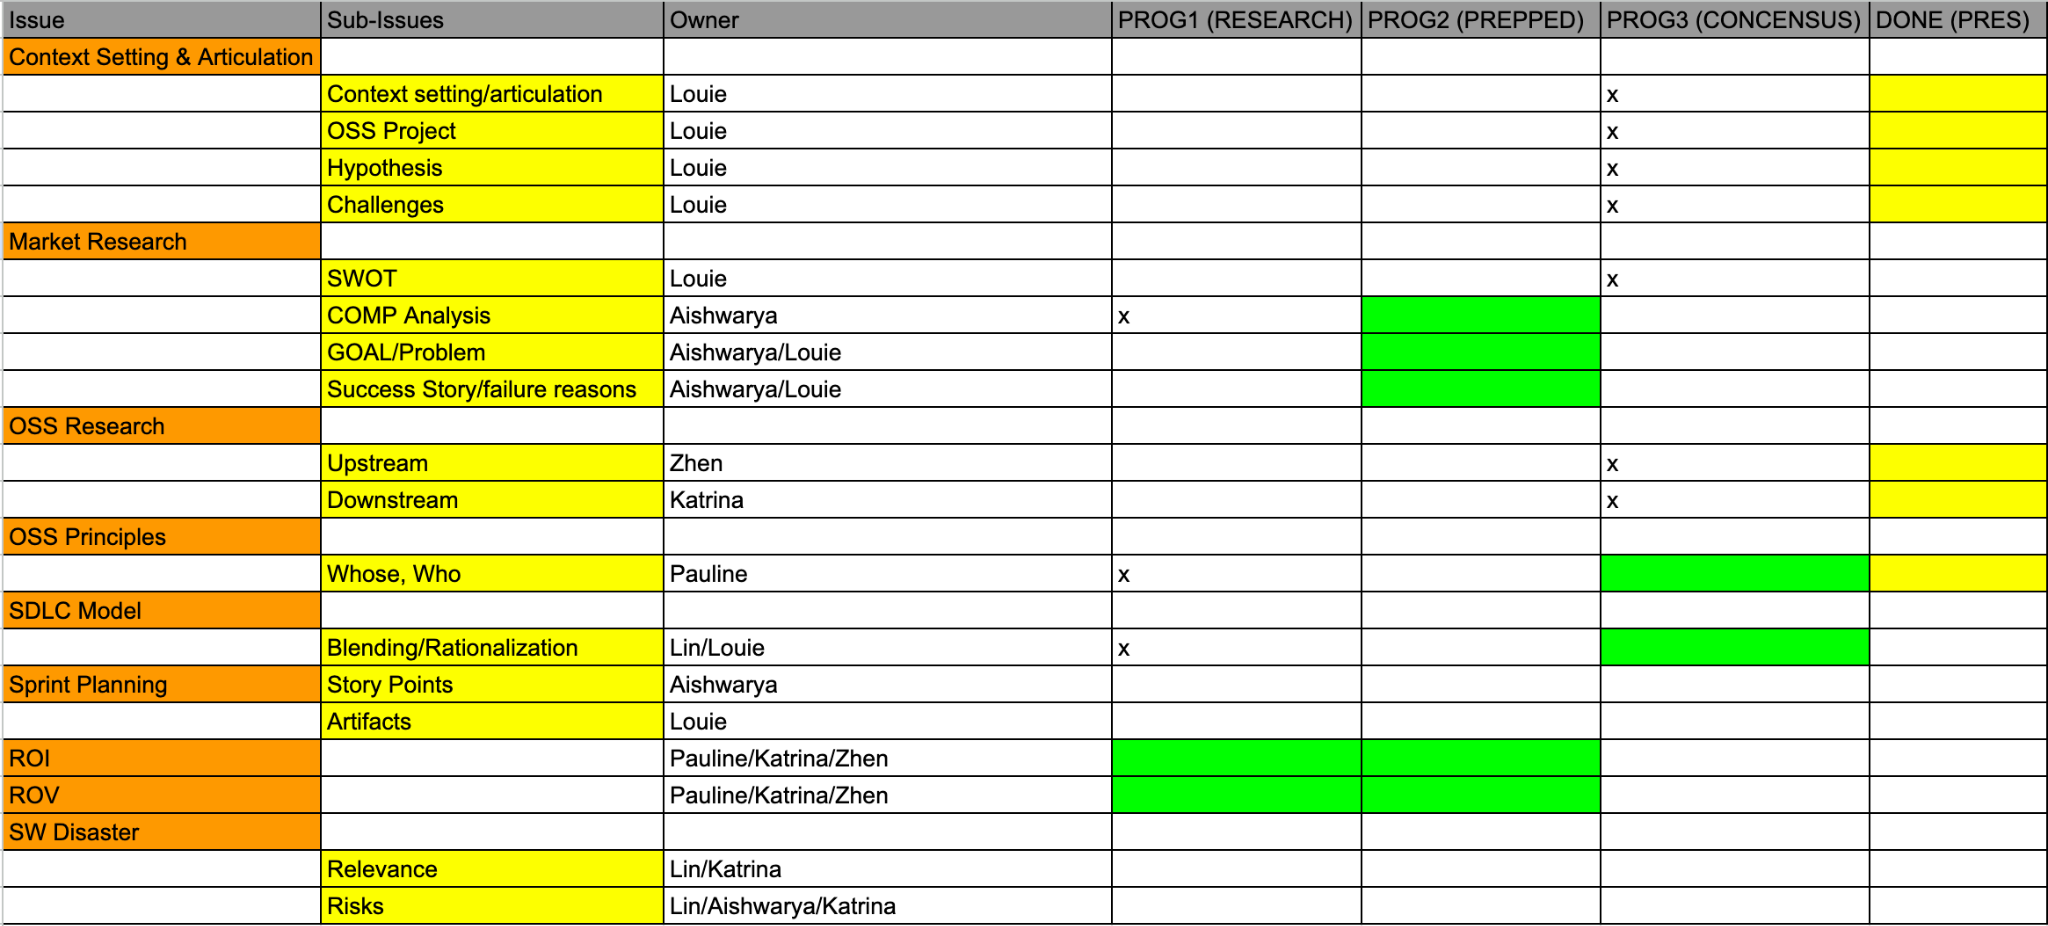 Issue Sub-Issues Owner PROG1 (RESEARCH) PROG2 (PREPPED) PROG3 (CONCENSUS) DONE (PRES)
Context Setting & Articulation
Context setting/articulation Louie x
OSS Project Louie x
Hypothesis Louie x
Challenges Louie x
Market Research
SWOT Louie x
COMP Analysis Aishwarya x
GOAL/Problem Aishwarya/Louie
Success Story/failure reasons Aishwarya/Louie
OSS Research
Upstream Zhen x
Downstream Katrina x
OSS Principles
Whose, Who Pauline x
SDLC Model
Blending/Rationalization Lin/Louie x
Sprint Planning Story Points Aishwarya
Artifacts Louie
ROI Pauline/Katrina/Zhen
ROV Pauline/Katrina/Zhen
SW Disaster
Relevance Lin/Katrina
Risks Lin/Aishwarya/Katrina